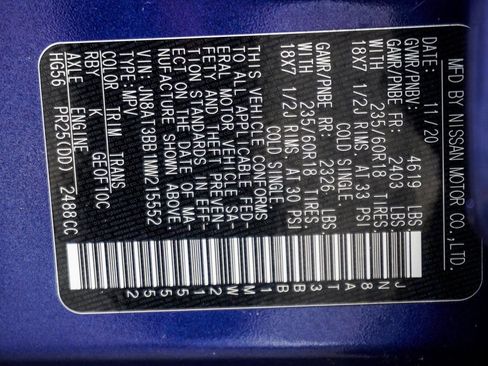 MFD BY NISSAN MOTOR CO.,LTD.
DATE: 11/20
GVWR/PNBV: 4619 LBS
GAWR/PNBE FR: 2403 LBS
WITH 235/60R18 TIRES
18X7 1/2J RIMS, AT 33 PSI
COLD SINGLE.
GAWR/PNBE RR: 2326 LBS
WITH 235/60R18 TIRES,
18X7 1/2J RIMS, AT 30 PSI
COLD SINGLE.
THIS VEHICLE CONFORMS
TO ALL APPLICABLE FED-
ERAL MOTOR VEHICLE SA-
FETY AND THEFT PREVEN-
TION STANDARDS IN EFF-
ECT ON THE DATE OF MA-
NUFACTURE SHOWN ABOVE.
VIN: JN8AT3BB1MW215552
TYPE: MPV
COLOR TRIM TRANS
RBY K GE0F10C
AXLE ENGINE
HG56 PR25(DD) 2488CC
JN8AT3BB1MW215552